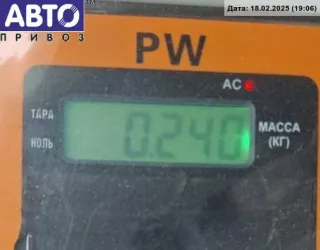 АВТО
ПРИВОЗ
Дата: 18.02.2025 (19:06)
PW
AC
ТАРА
НОЛЬ
0.240
МАССА
(КГ)